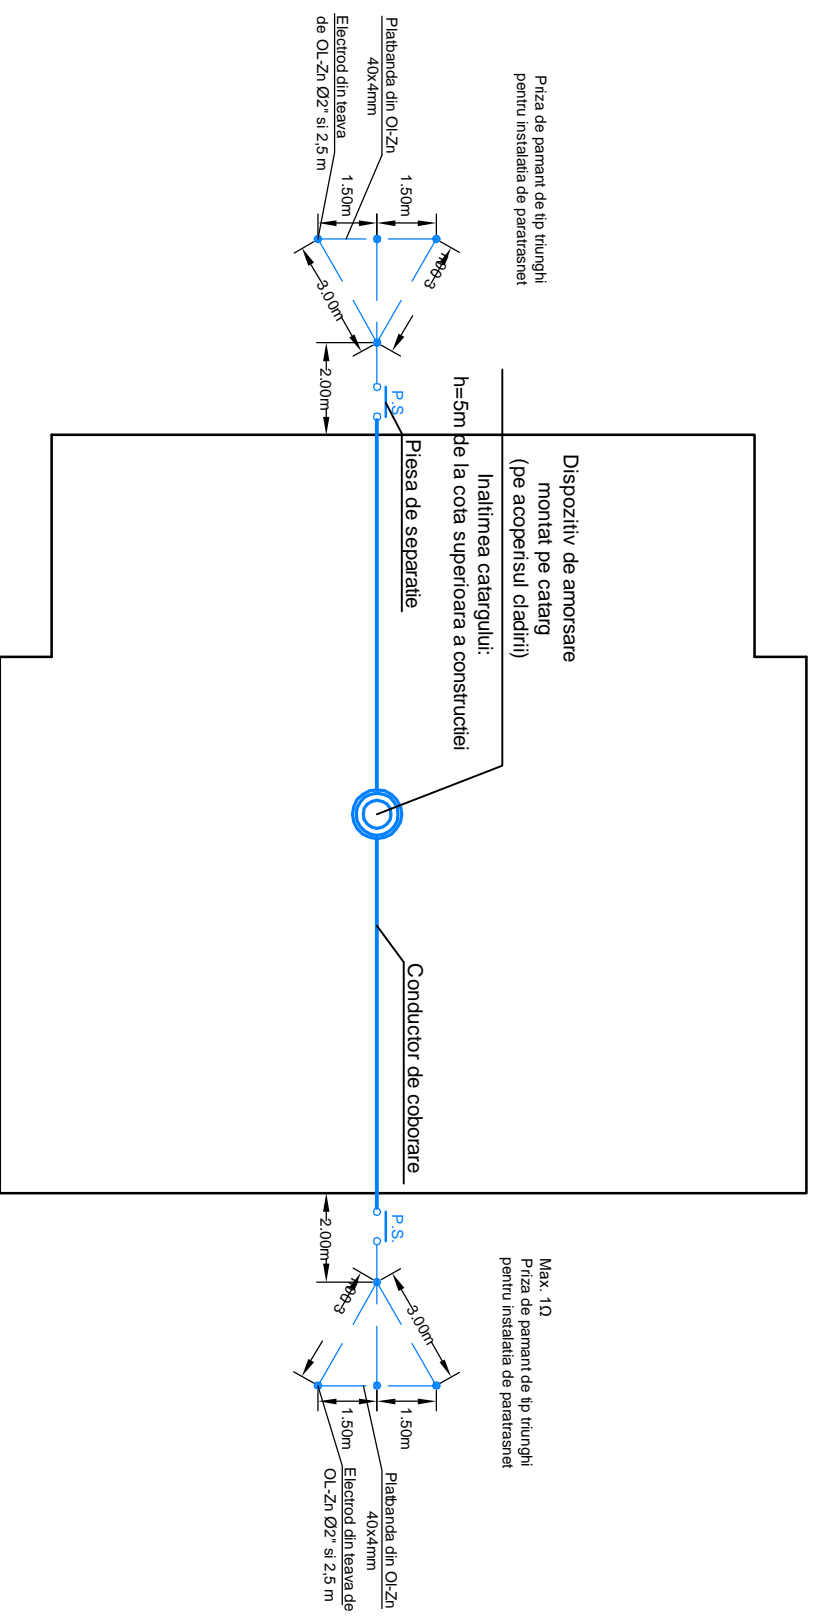 Priza de pamant de tip triunghi
pentru instalatia de paratrasnet
Platbanda din Ol-Zn
40x4mm
Electrod din teava
de OL-Zn Ø2" si 2,5 m
1.50m
1.50m
3.00m
3.00m
2.00m
P.S.
Piesa de separatie
Dispozitiv de amorsare
montat pe catarg
(pe acoperisul cladirii)
Inaltimea catargului:
h=5m de la cota superioara a constructiei
Conductor de coborare
P.S.
2.00m
3.00m
3.00m
1.50m
1.50m
Max. 1Ω
Priza de pamant de tip triunghi
pentru instalatia de paratrasnet
Platbanda din Ol-Zn
40x4mm
Electrod din teava de
OL-Zn Ø2" si 2,5 m